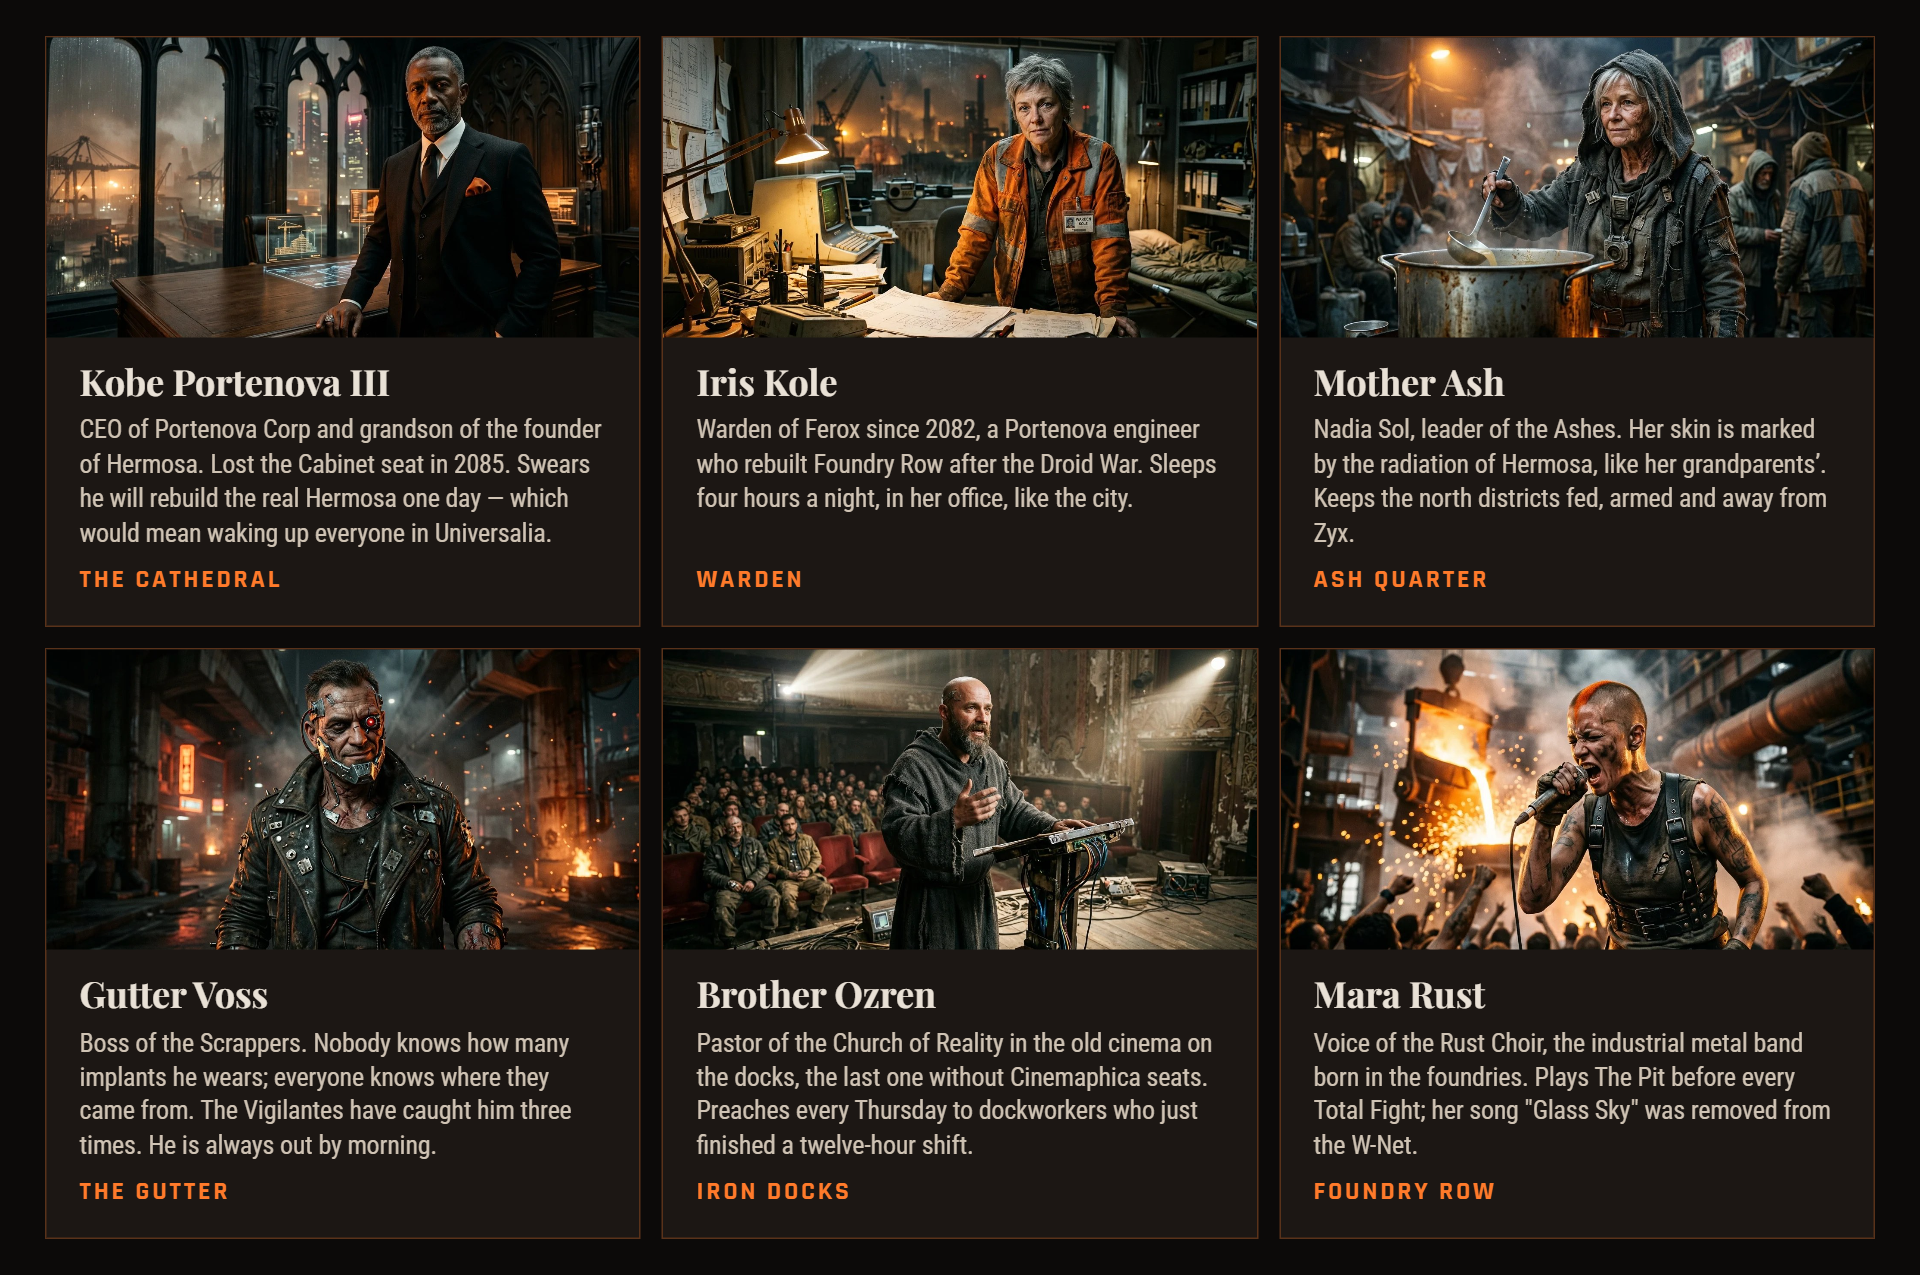 Kobe Portenova III
CEO of Portenova Corp and grandson of the founder
of Hermosa. Lost the Cabinet seat in 2085. Swears
he will rebuild the real Hermosa one day — which
would mean waking up everyone in Universalia.
THE CATHEDRAL
WARDEN
KOLE
Iris Kole
Warden of Ferox since 2082, a Portenova engineer
who rebuilt Foundry Row after the Droid War. Sleeps
four hours a night, in her office, like the city.
WARDEN
Mother Ash
Nadia Sol, leader of the Ashes. Her skin is marked
by the radiation of Hermosa, like her grandparents’.
Keeps the north districts fed, armed and away from
Zyx.
ASH QUARTER
Gutter Voss
Boss of the Scrappers. Nobody knows how many
implants he wears; everyone knows where they
came from. The Vigilantes have caught him three
times. He is always out by morning.
THE GUTTER
Brother Ozren
Pastor of the Church of Reality in the old cinema on
the docks, the last one without Cinemaphica seats.
Preaches every Thursday to dockworkers who just
finished a twelve-hour shift.
IRON DOCKS
Mara Rust
Voice of the Rust Choir, the industrial metal band
born in the foundries. Plays The Pit before every
Total Fight; her song "Glass Sky" was removed from
the W-Net.
FOUNDRY ROW